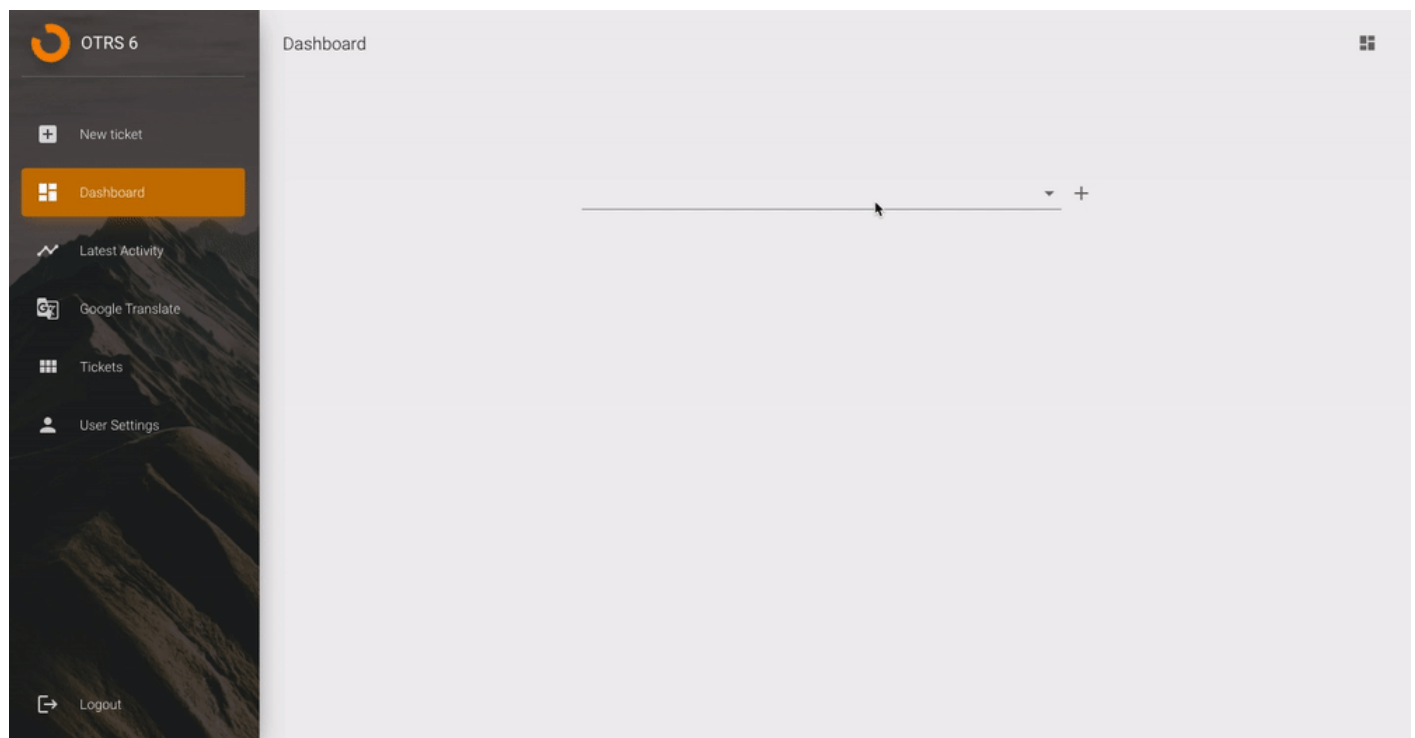 OTRS 6
Dashboard
New ticket
Dashboard
Latest Activity
Google Translate
Tickets
User Settings
Logout